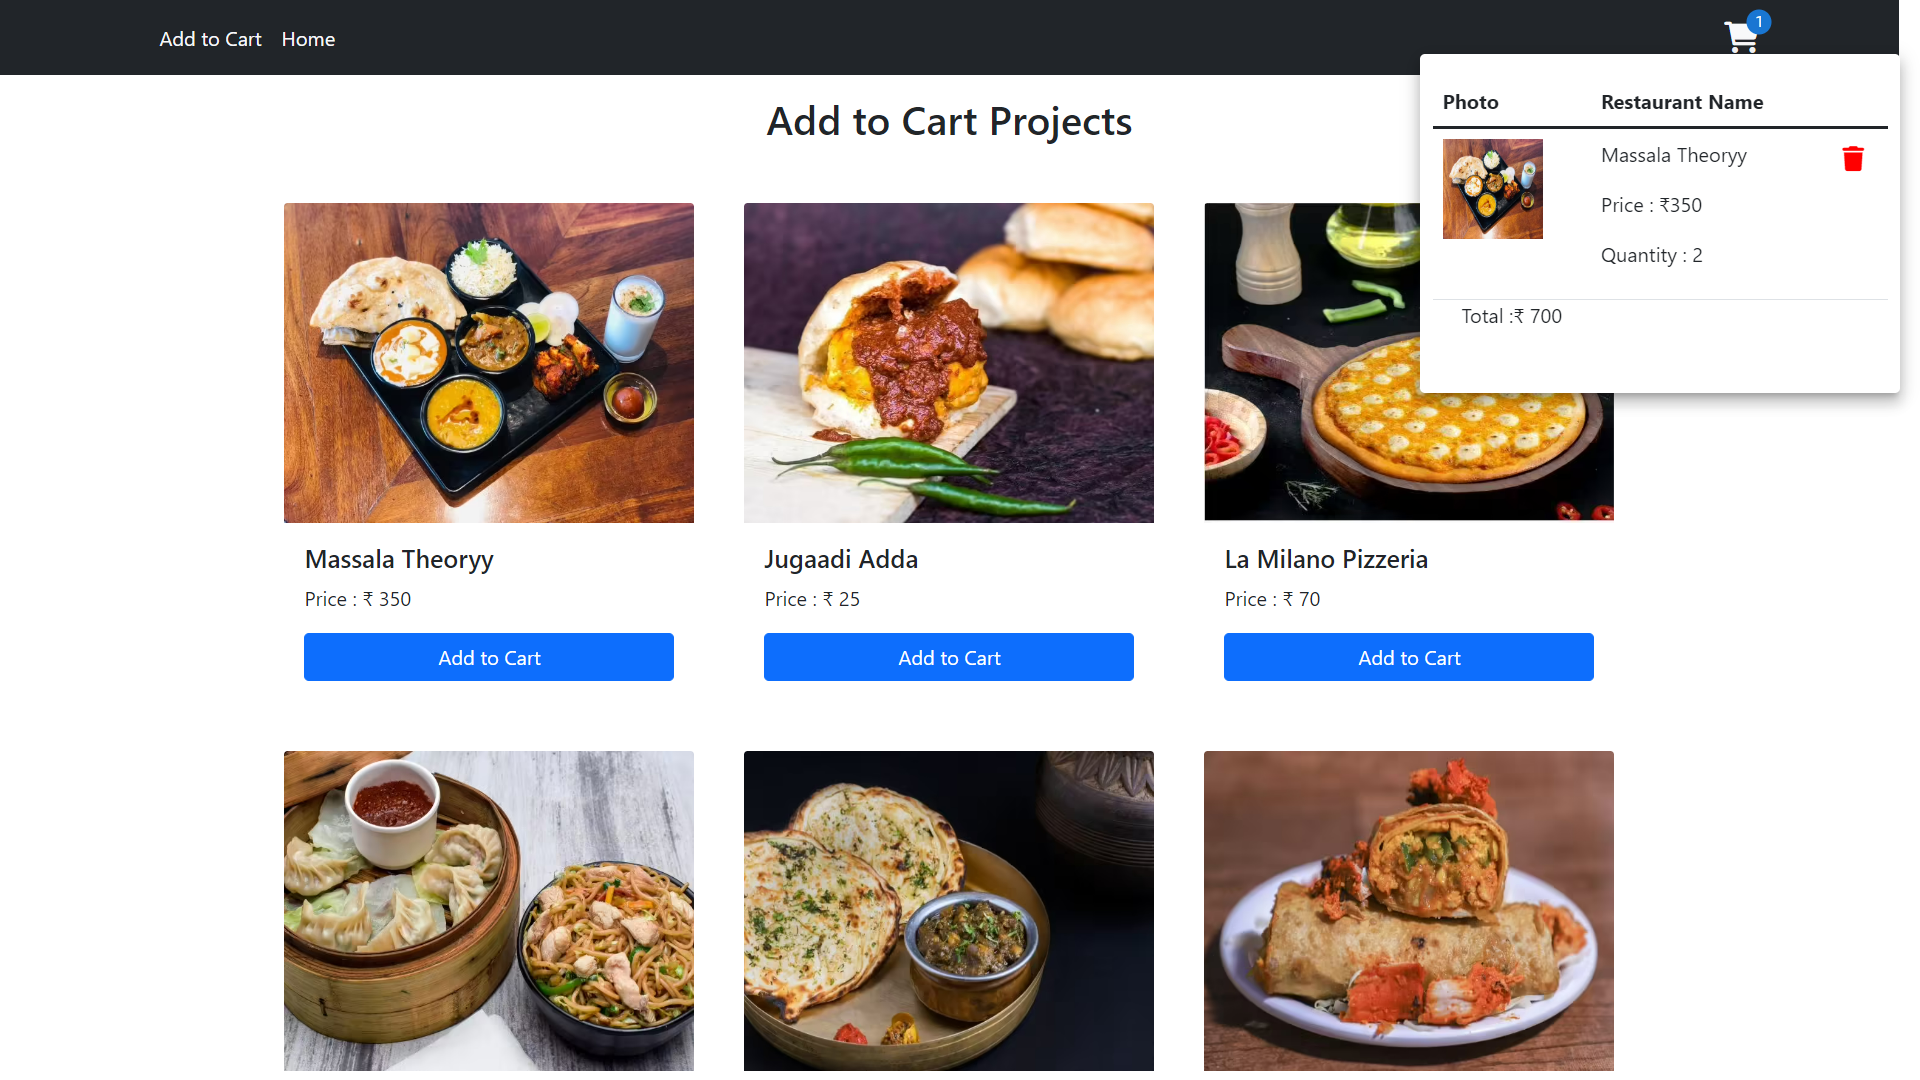 Add to Cart Home
1
Photo Restaurant Name
Massala Theoryy
Price : ₹350
Quantity : 2
Total :₹ 700
Add to Cart Projects
Massala Theoryy
Price : ₹ 350
Add to Cart
Jugaadi Adda
Price : ₹ 25
Add to Cart
La Milano Pizzeria
Price : ₹ 70
Add to Cart